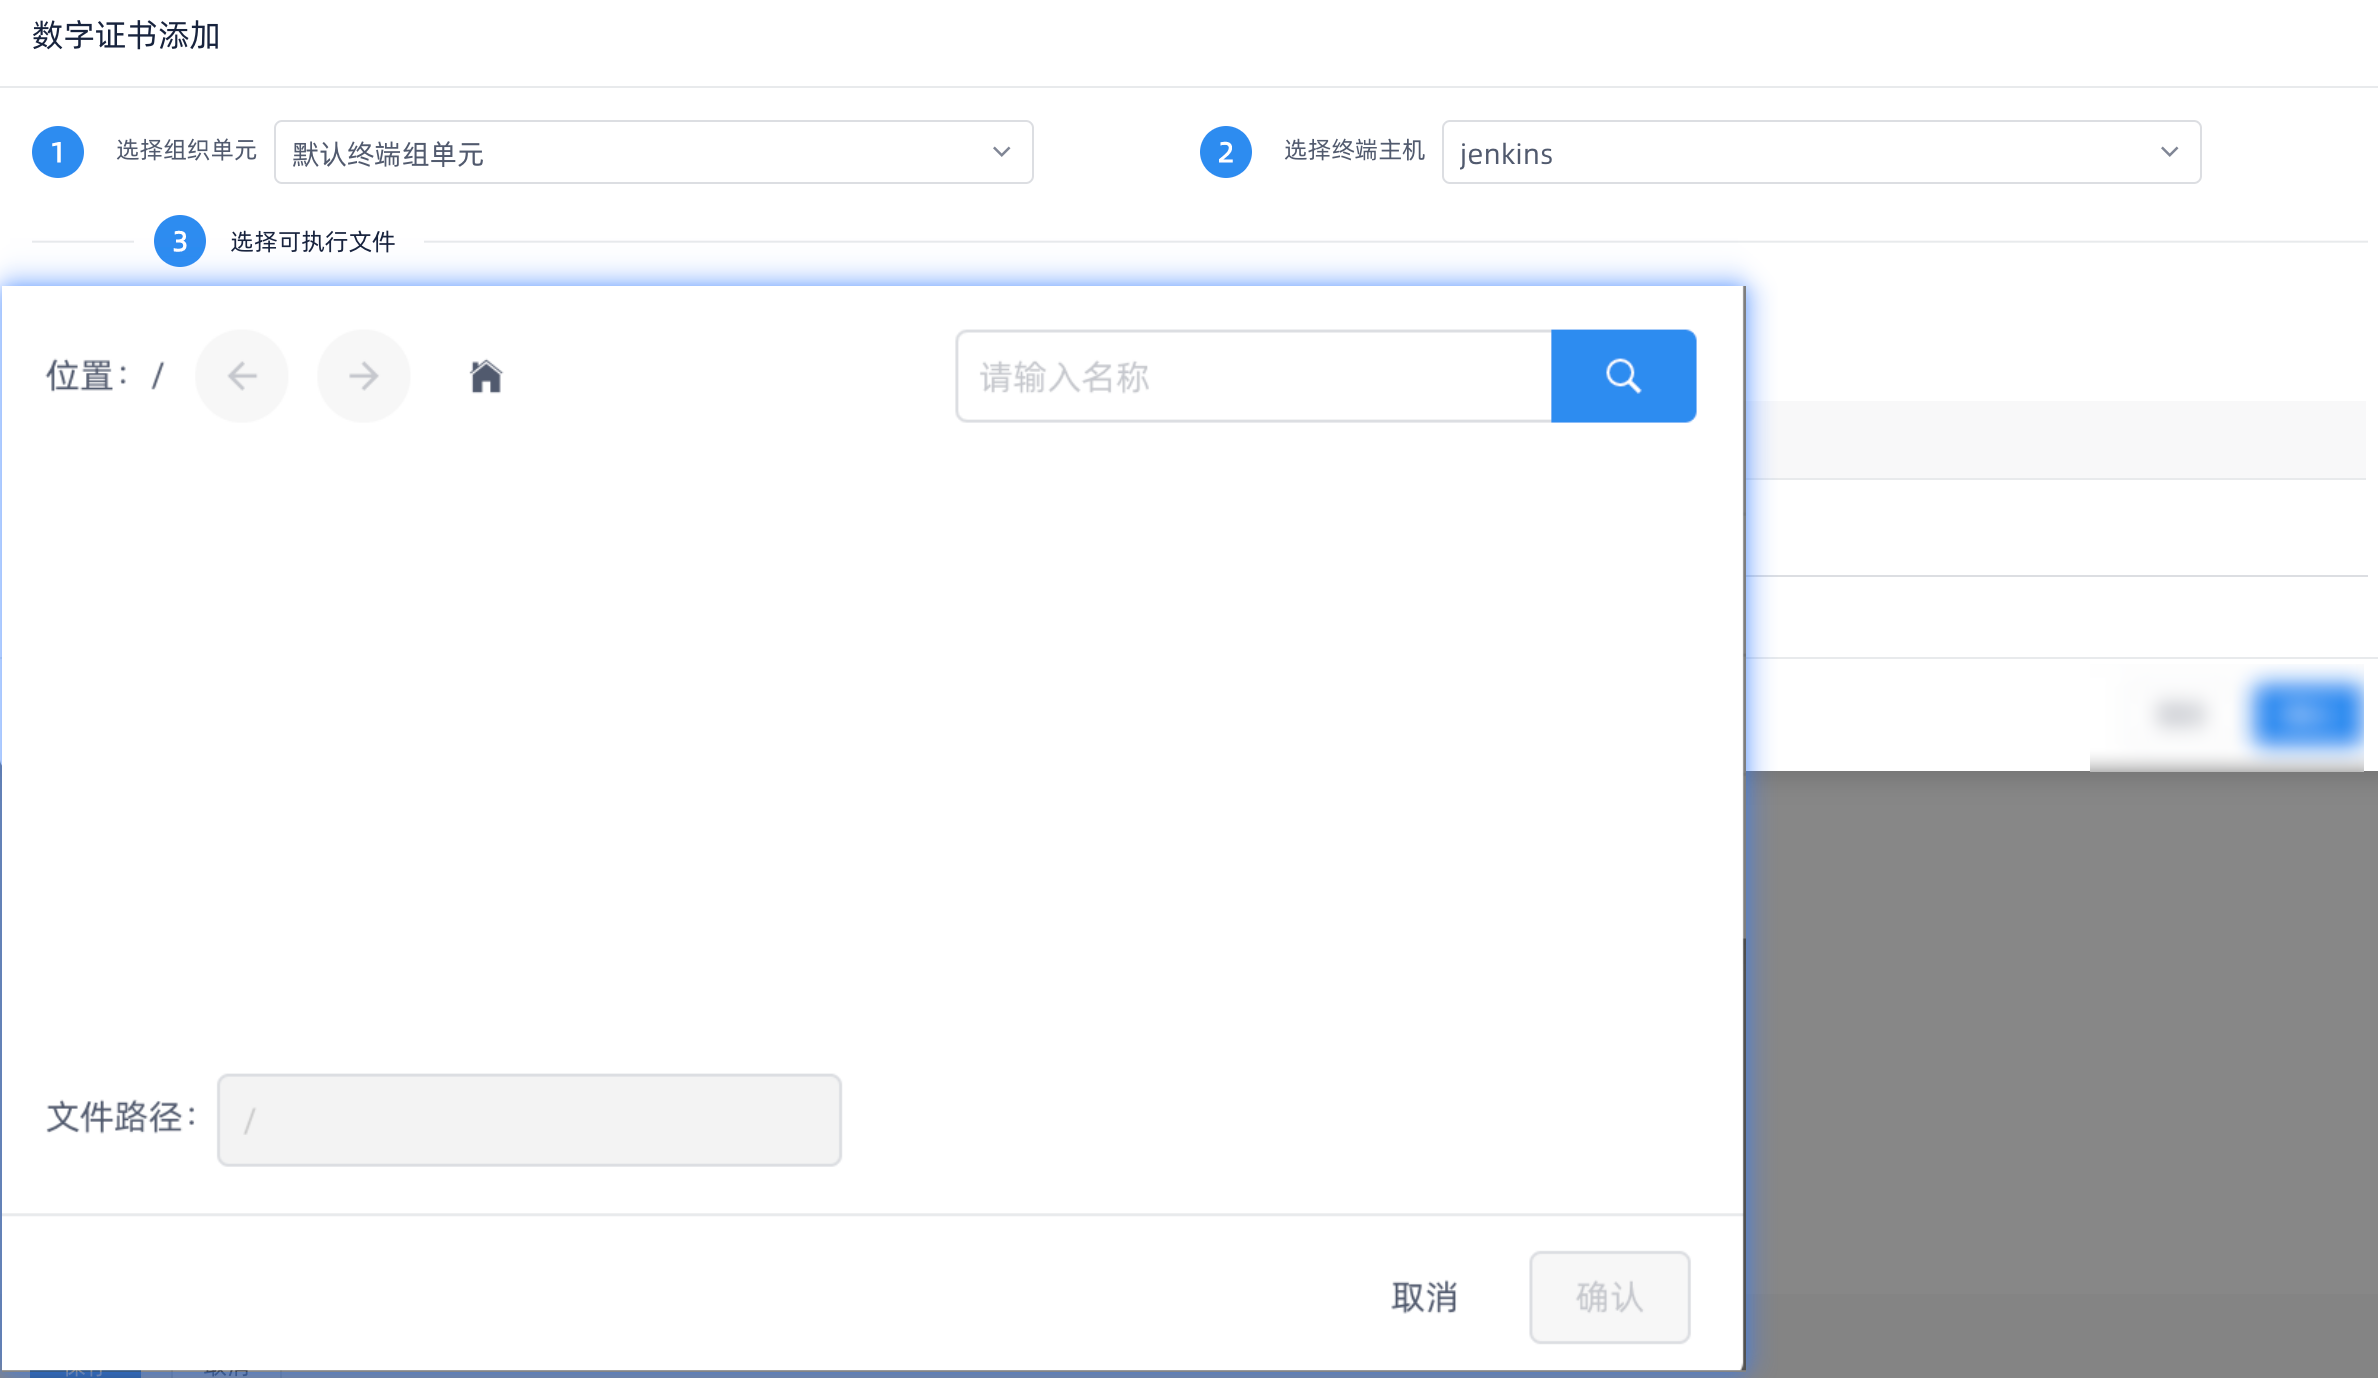 数字证书添加
1 选择组织单元 默认终端组单元 2 选择终端主机 jenkins
3 选择可执行文件
位置： / 请输入名称
文件路径： /
取消 确认